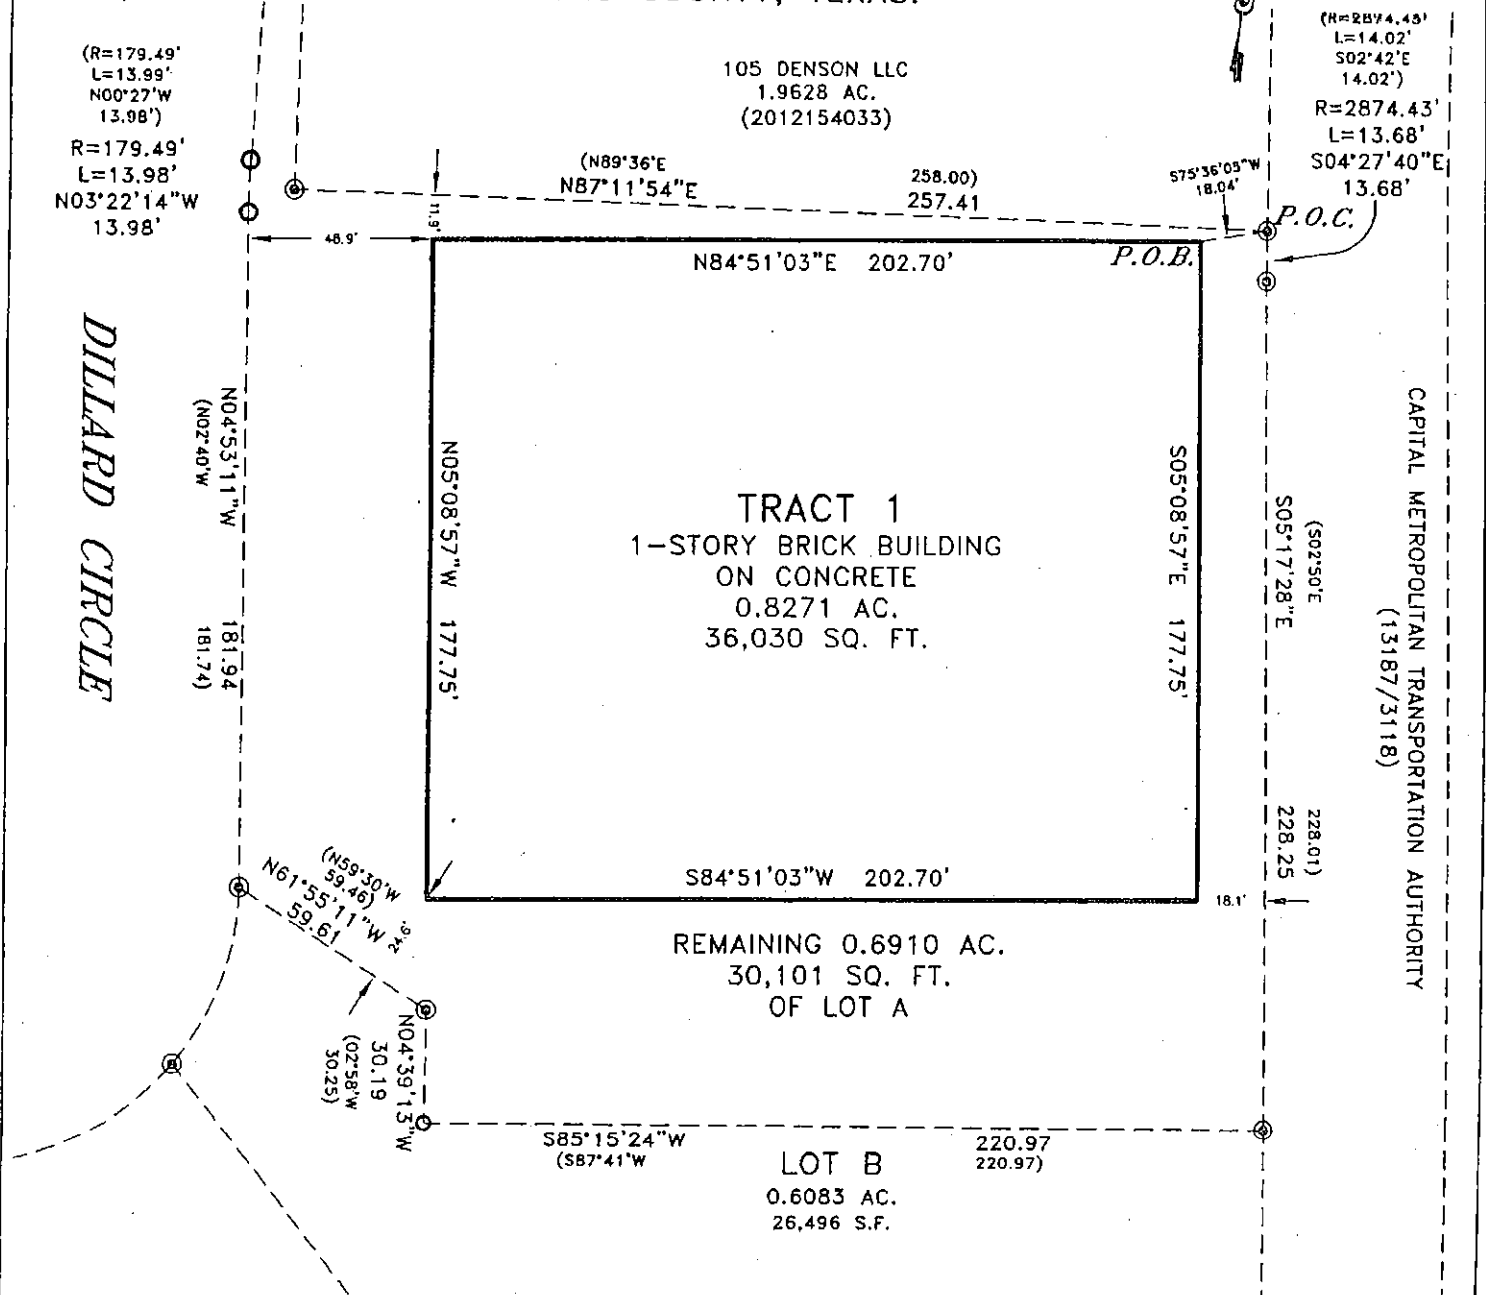 (R=179.49'
L=13.99'
N00°27'W
13.98')
R=179.49'
L=13.98'
N03°22'14"W
13.98'
105 DENSON LLC
1.9628 AC.
(2012154033)
L=14.02'
S02°42'E
14.02')
R=2874.43'
L=13.68'
S04°27'40"E
13.68'
(N89°36'E 258.00)
N87°11'54"E 257.41
S75°36'05"W
18.04'
P.O.C.
11.9'
48.9'
N84°51'03"E 202.70'
P.O.B.
DILLARD CIRCLE
N04°53'11"W 181.94
(N02°40'W 181.74)
N05°08'57"W 177.75'
TRACT 1
1-STORY BRICK BUILDING
ON CONCRETE
0.8271 AC.
36,030 SQ. FT.
S05°08'57"E 177.75'
(S02°50'E 228.01)
S05°17'28"E 228.25
CAPITAL METROPOLITAN TRANSPORTATION AUTHORITY
(13187/3118)
S84°51'03"W 202.70'
18.1'
(N59°30'W
59.46)
N61°55'11"W
59.61
24.6'
REMAINING 0.6910 AC.
30,101 SQ. FT.
OF LOT A
N04°39'13"W
30.19
(02°58'W
30.25)
S85°15'24"W 220.97
(S87°41'W 220.97)
LOT B
0.6083 AC.
26,496 S.F.